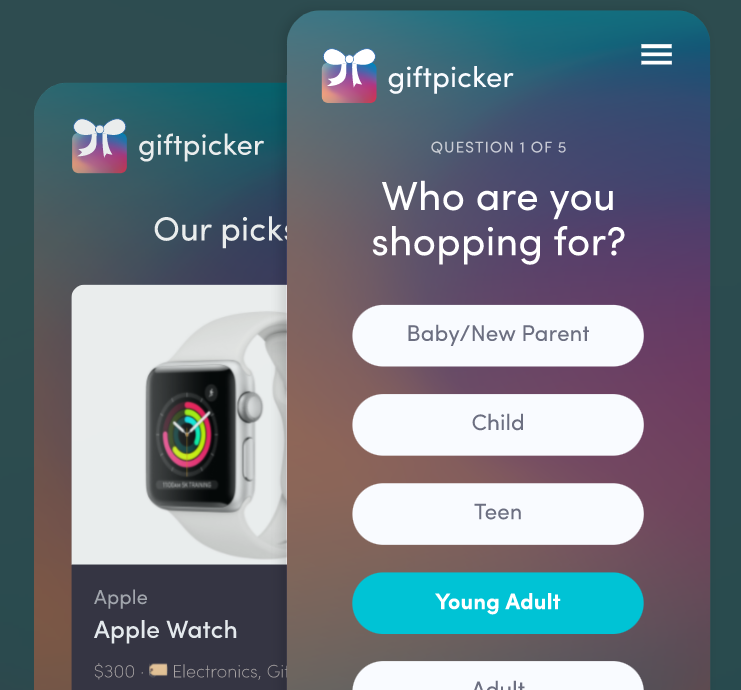 giftpicker
Our picks
Apple
Apple Watch
$300 · Electronics,
giftpicker
QUESTION 1 OF 5
Who are you
shopping for?
Baby/New Parent
Child
Teen
Young Adult
Adult